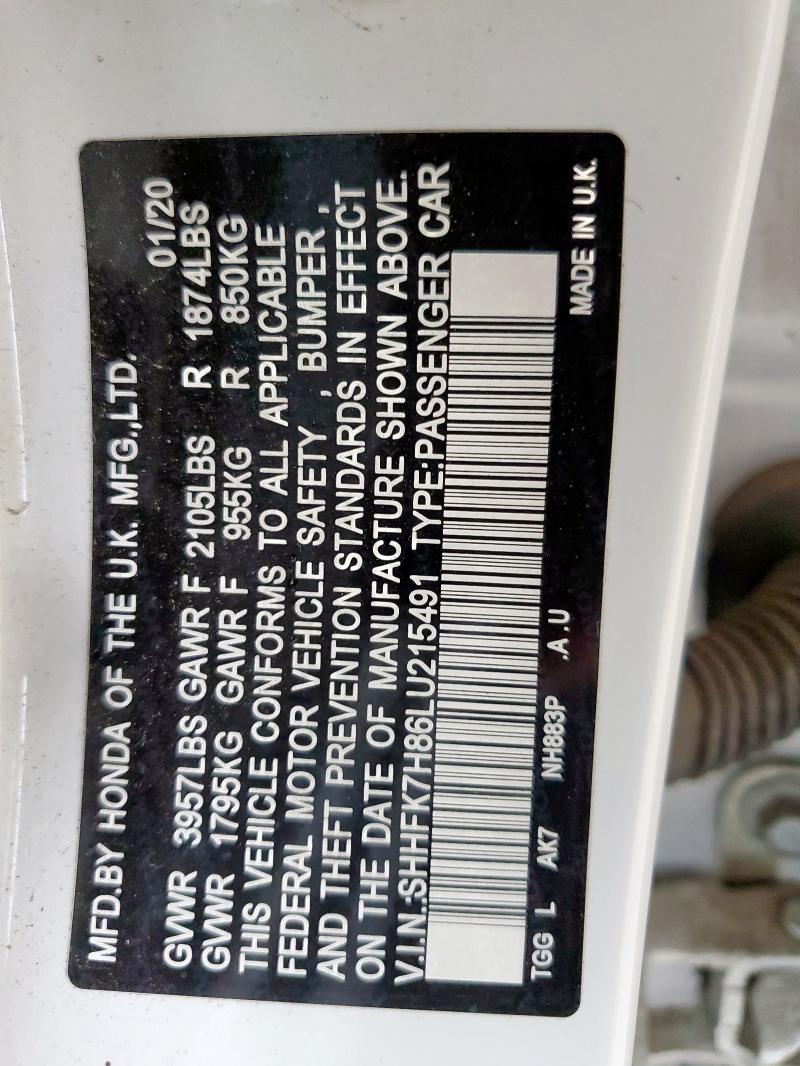 MFD.BY HONDA OF THE U.K. MFG.,LTD.
01/20
GVWR 3957LBS GAWR F 2105LBS R 1874LBS
GVWR 1795KG GAWR F 955KG R 850KG
THIS VEHICLE CONFORMS TO ALL APPLICABLE
FEDERAL MOTOR VEHICLE SAFETY , BUMPER ,
AND THEFT PREVENTION STANDARDS IN EFFECT
ON THE DATE OF MANUFACTURE SHOWN ABOVE.
V.I.N.:SHHFK7H86LU215491 TYPE:PASSENGER CAR
TGG L AK7 NH883P .A.U
MADE IN U.K.